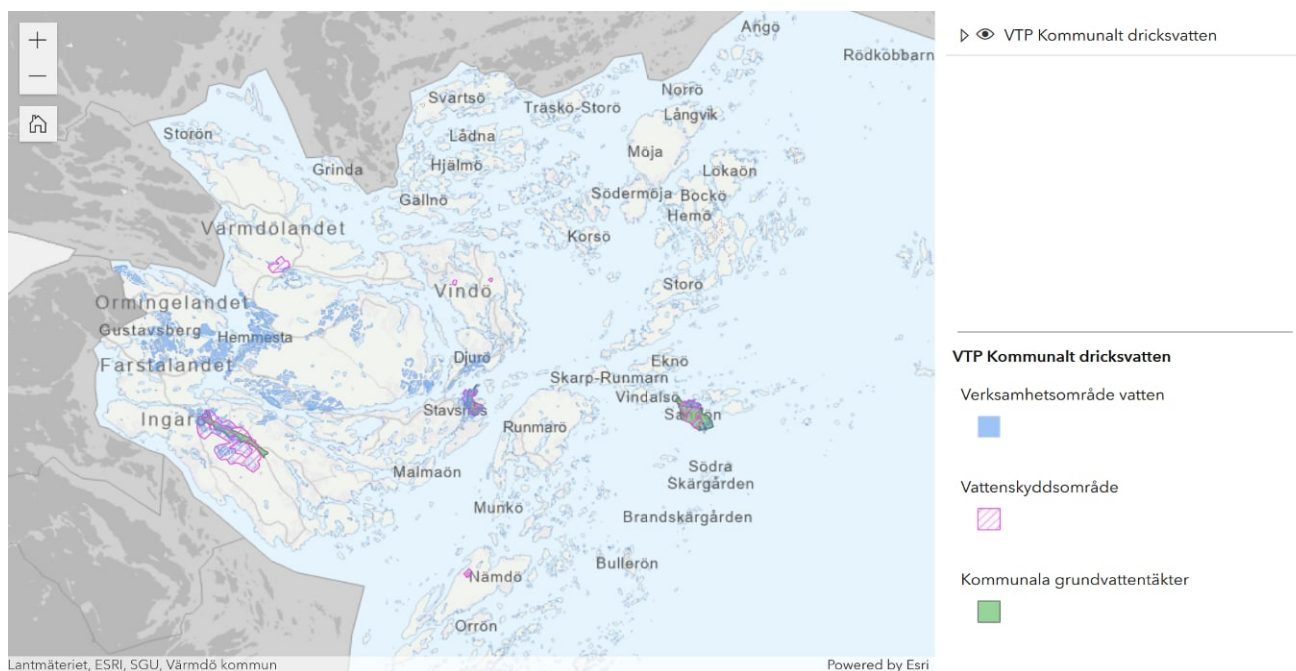 Angö
Rödkobbarn
Svartsö
Träskö-Storö
Norrö
Långvik
Storön
Lådna
Möja
Grinda
Hjälmö
Lökaön
Gällnö
Södermöja
Bockö
Hemö
Värmdölandet
Korsö
Vindö
Storö
Ormingelandet
Gustavsberg
Hemmesta
Djurö
Eknö
Farstalandet
Skarp-Runmarn
Vindalsö
Stavsnäs
Ingarö
Runmarö
Malmaön
Södra
Skärgården
Munkö
Brandskärgården
Bullerön
Nämdö
Orrön
Lantmäteriet, ESRI, SGU, Värmdö kommun
Powered by Esri
VTP Kommunalt dricksvatten
VTP Kommunalt dricksvatten
Verksamhetsområde vatten
Vattenskyddsområde
Kommunala grundvattentäkter